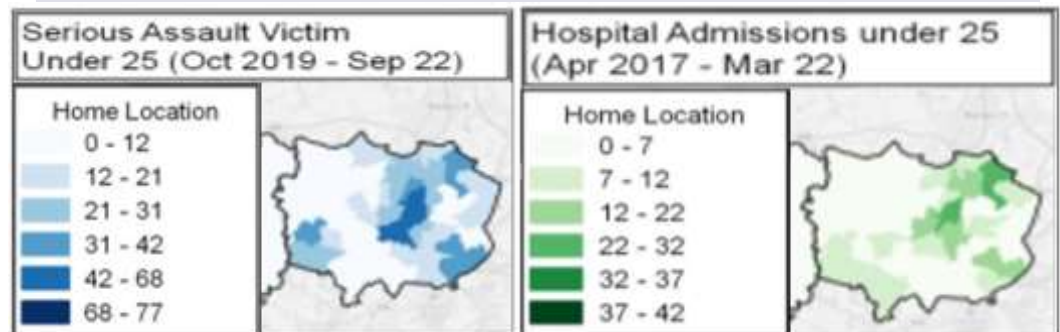 Serious Assault Victim
Under 25 (Oct 2019 - Sep 22)
Home Location
0 - 12
12 - 21
21 - 31
31 - 42
42 - 68
68 - 77
Hospital Admissions under 25
(Apr 2017 - Mar 22)
Home Location
0 - 7
7 - 12
12 - 22
22 - 32
32 - 37
37 - 42